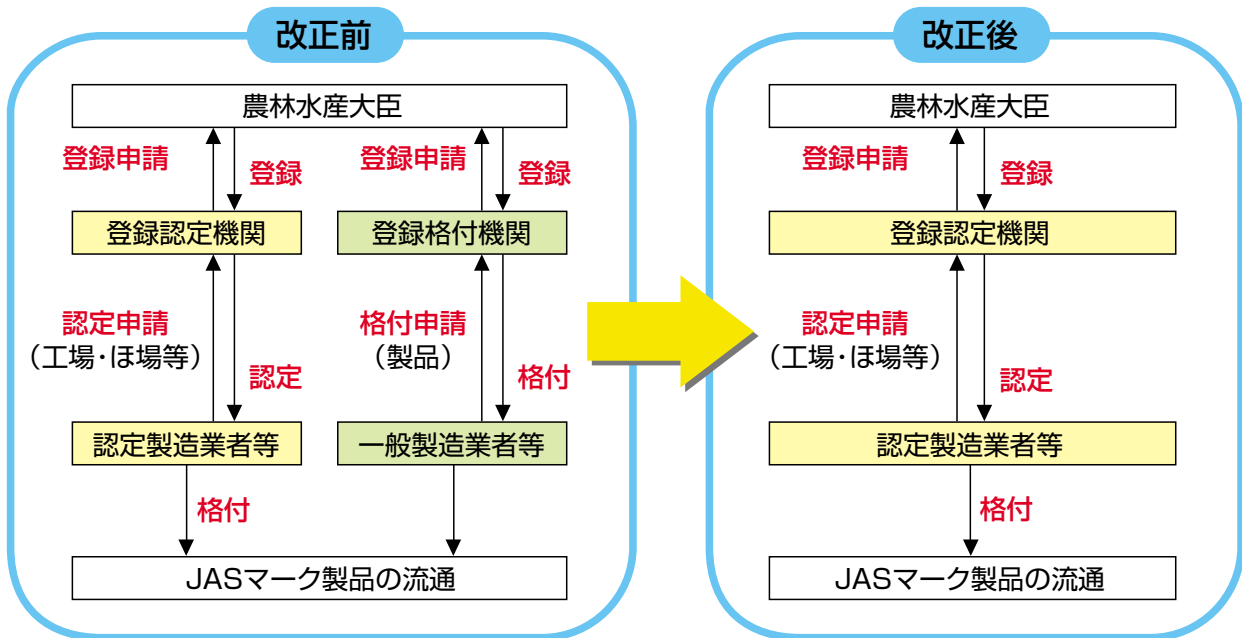 改正前
農林水産大臣
登録申請
登録
登録申請
登録
登録認定機関
登録格付機関
認定申請
（工場・ほ場等）
認定
格付申請
（製品）
格付
認定製造業者等
一般製造業者等
格付
JASマーク製品の流通
改正後
農林水産大臣
登録申請
登録
登録認定機関
認定申請
（工場・ほ場等）
認定
認定製造業者等
格付
JASマーク製品の流通